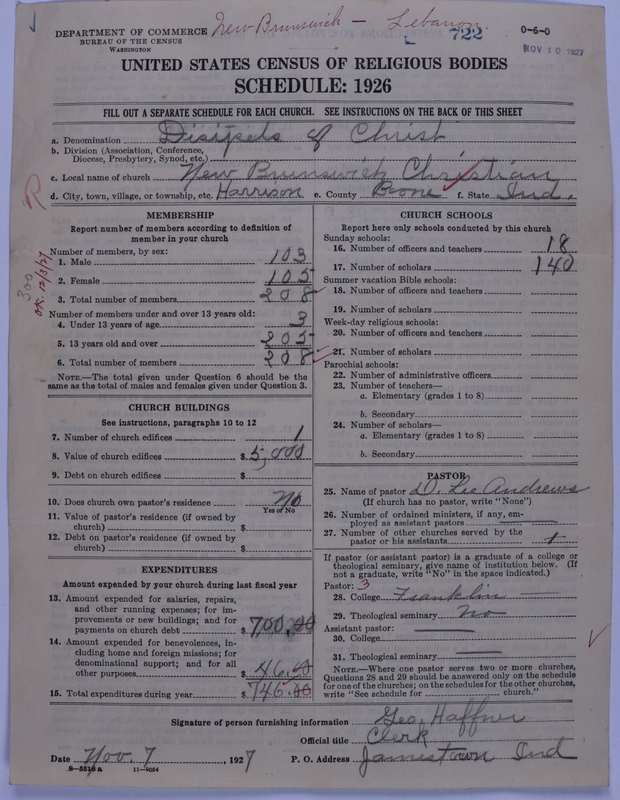 New Brunswick – Lebanon.
DEPARTMENT OF COMMERCE
BUREAU OF THE CENSUS
WASHINGTON
722
0-6-0
NOV 10 1927
UNITED STATES CENSUS OF RELIGIOUS BODIES
SCHEDULE: 1926
FILL OUT A SEPARATE SCHEDULE FOR EACH CHURCH. SEE INSTRUCTIONS ON THE BACK OF THIS SHEET
a. Denomination Disipels of Christ
b. Division (Association, Conference, Diocese, Presbytery, Synod, etc.)
c. Local name of church New Brunswick Christian
d. City, town, village, or township, etc. Harrison e. County Boone f. State Ind.
R
300
OK 12/3/27
MEMBERSHIP
Report number of members according to definition of member in your church
Number of members, by sex:
1. Male 103
2. Female 105
3. Total number of members 208
Number of members under and over 13 years old:
4. Under 13 years of age 3
5. 13 years old and over 205
6. Total number of members 208
NOTE.—The total given under Question 6 should be the same as the total of males and females given under Question 3.
CHURCH BUILDINGS
See instructions, paragraphs 10 to 12
7. Number of church edifices 1
8. Value of church edifices $ 5,000
9. Debt on church edifices $
10. Does church own pastor's residence No
Yes or No
11. Value of pastor's residence (if owned by church) $
12. Debt on pastor's residence (if owned by church) $
EXPENDITURES
Amount expended by your church during last fiscal year
13. Amount expended for salaries, repairs, and other running expenses; for improvements or new buildings; and for payments on church debt $ 700.00
14. Amount expended for benevolences, including home and foreign missions; for denominational support; and for all other purposes $ 46.00
15. Total expenditures during year $ 746.00
CHURCH SCHOOLS
Report here only schools conducted by this church
Sunday schools:
16. Number of officers and teachers 18
17. Number of scholars 140
Summer vacation Bible schools:
18. Number of officers and teachers
19. Number of scholars
Week-day religious schools:
20. Number of officers and teachers
21. Number of scholars
Parochial schools:
22. Number of administrative officers
23. Number of teachers—
a. Elementary (grades 1 to 8)
b. Secondary
24. Number of scholars—
a. Elementary (grades 1 to 8)
b. Secondary
PASTOR
25. Name of pastor D. Lee Andrews
(If church has no pastor, write "None")
26. Number of ordained ministers, if any, employed as assistant pastors
27. Number of other churches served by the pastor or his assistants 1
If pastor (or assistant pastor) is a graduate of a college or theological seminary, give name of institution below. (If not a graduate, write "No" in the space indicated.)
Pastor: 3
28. College Franklin
29. Theological seminary No
Assistant pastor:
30. College
31. Theological seminary
NOTE.—Where one pastor serves two or more churches, Questions 28 and 29 should be answered only on the schedule for one of the churches; on the schedules for the other churches, write "See schedule for church."
Signature of person furnishing information Geo. Haffner
Official title Clerk
Date Nov. 7, 1927 P. O. Address Jamestown Ind
8-5518 a 11-9054